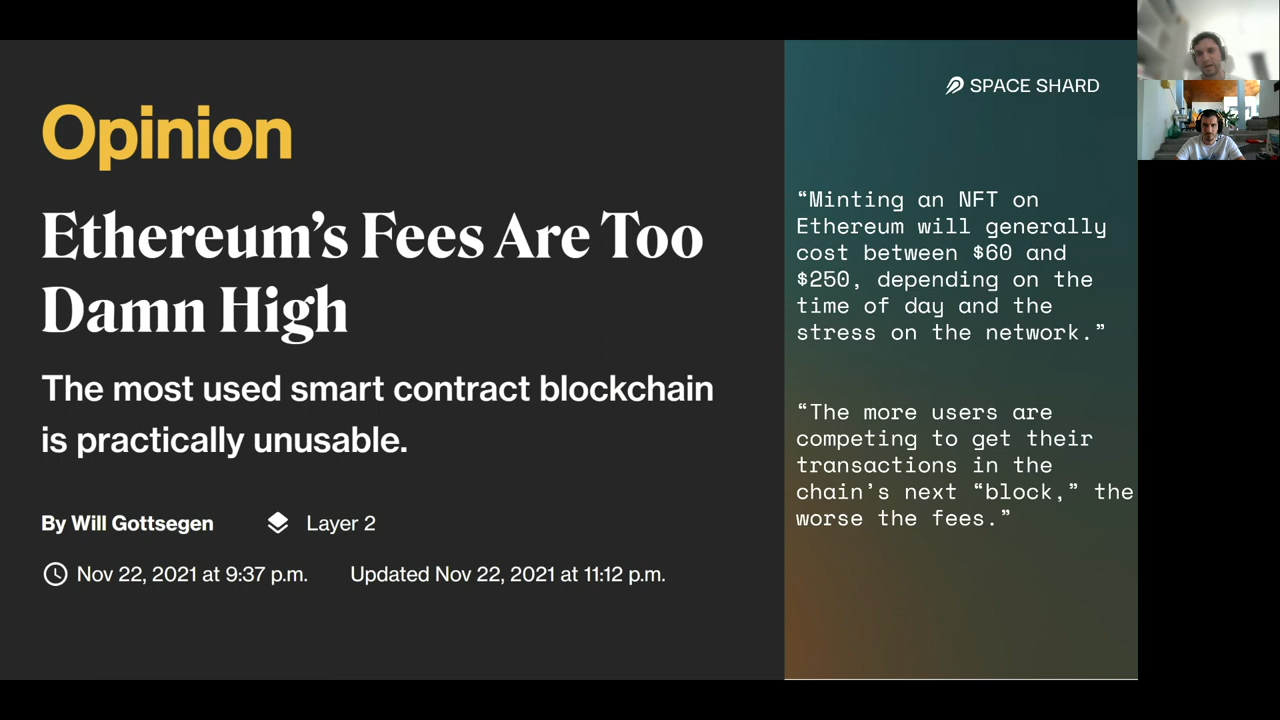 Opinion
Ethereum’s Fees Are Too
Damn High
The most used smart contract blockchain
is practically unusable.
By Will Gottsegen
Layer 2
Nov 22, 2021 at 9:37 p.m.
Updated Nov 22, 2021 at 11:12 p.m.
SPACE SHARD
“Minting an NFT on
Ethereum will generally
cost between $60 and
$250, depending on the
time of day and the
stress on the network.”
“The more users are
competing to get their
transactions in the
chain’s next “block,” the
worse the fees.”